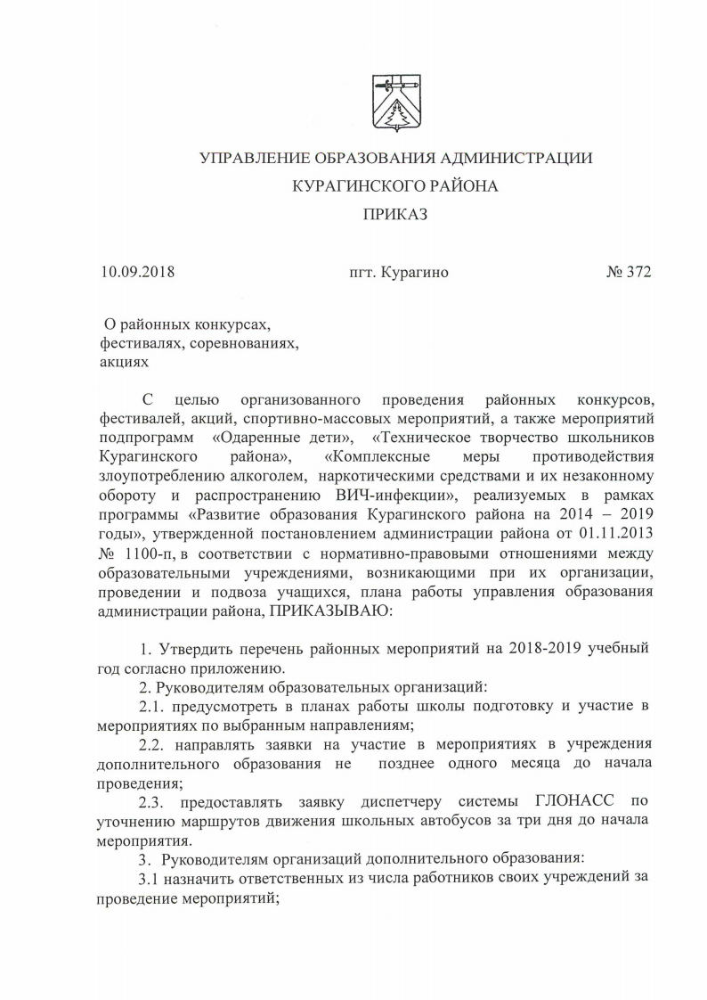 УПРАВЛЕНИЕ ОБРАЗОВАНИЯ АДМИНИСТРАЦИИ
КУРАГИНСКОГО РАЙОНА
ПРИКАЗ
10.09.2018 пгт. Курагино № 372
О районных конкурсах,
фестивалях, соревнованиях,
акциях
С целью организованного проведения районных конкурсов,
фестивалей, акций, спортивно-массовых мероприятий, а также мероприятий
подпрограмм «Одаренные дети», «Техническое творчество школьников
Курагинского района», «Комплексные меры противодействия
злоупотреблению алкоголем, наркотическими средствами и их незаконному
обороту и распространению ВИЧ-инфекции», реализуемых в рамках
программы «Развитие образования Курагинского района на 2014 – 2019
годы», утвержденной постановлением администрации района от 01.11.2013
№ 1100-п, в соответствии с нормативно-правовыми отношениями между
образовательными учреждениями, возникающими при их организации,
проведении и подвоза учащихся, плана работы управления образования
администрации района, ПРИКАЗЫВАЮ:
1. Утвердить перечень районных мероприятий на 2018-2019 учебный
год согласно приложению.
2. Руководителям образовательных организаций:
2.1. предусмотреть в планах работы школы подготовку и участие в
мероприятиях по выбранным направлениям;
2.2. направлять заявки на участие в мероприятиях в учреждения
дополнительного образования не позднее одного месяца до начала
проведения;
2.3. предоставлять заявку диспетчеру системы ГЛОНАСС по
уточнению маршрутов движения школьных автобусов за три дня до начала
мероприятия.
3. Руководителям организаций дополнительного образования:
3.1 назначить ответственных из числа работников своих учреждений за
проведение мероприятий;